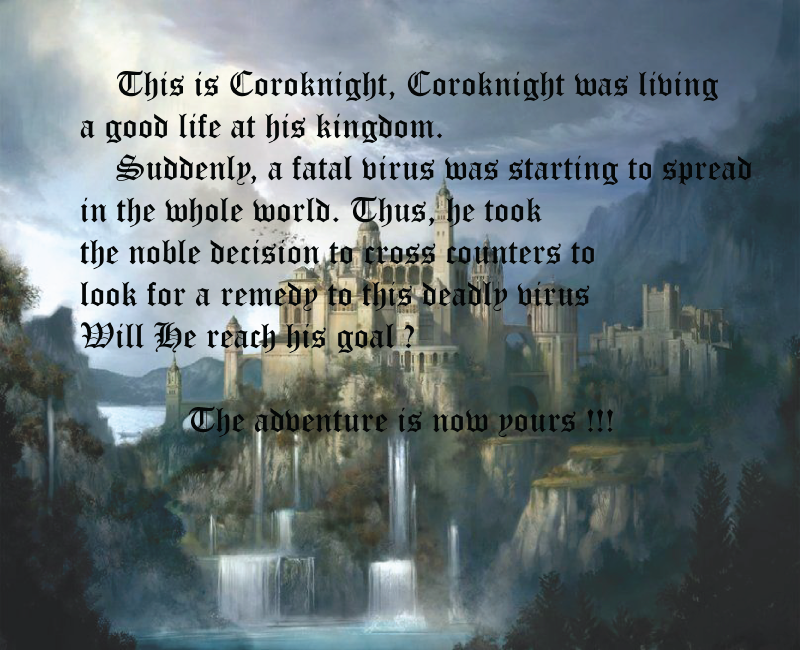 This is Coroknight, Coroknight was living
a good life at his kingdom.
Suddenly, a fatal virus was starting to spread
in the whole world. Thus, he took
the noble decision to cross counters to
look for a remedy to this deadly virus
Will He reach his goal ?
The adventure is now yours !!!